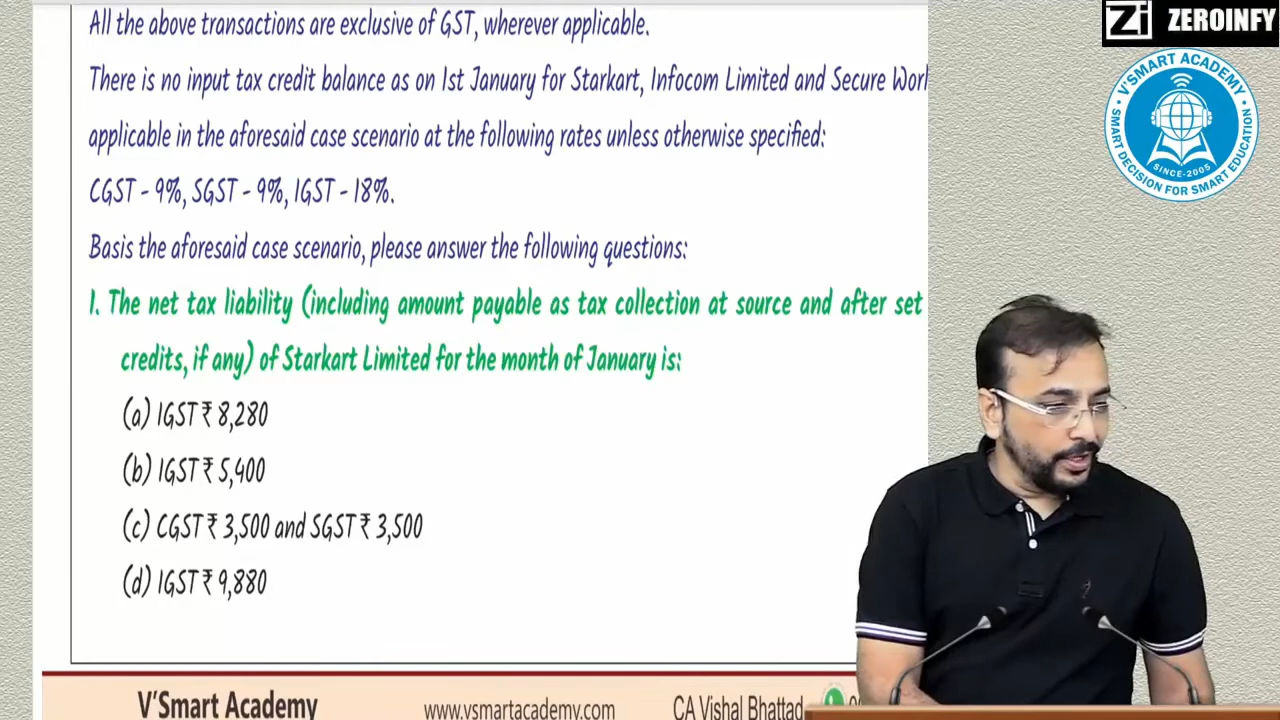 All the above transactions are exclusive of GST, wherever applicable.
There is no input tax credit balance as on 1st January for Starkart, Infocom Limited and Secure
applicable in the aforesaid case scenario at the following rates unless otherwise specified:
CGST - 9%, SGST - 9%, IGST - 18%.
Basis the aforesaid case scenario, please answer the following questions:
1. The net tax liability (including amount payable as tax collection at source and after set
credits, if any) of Starkart Limited for the month of January is:
(a) IGST ₹ 8,280
(b) IGST ₹ 5,400
(c) CGST ₹ 3,500 and SGST ₹ 3,500
(d) IGST ₹ 9,880
V'Smart Academy
www.vsmartacademy.com
CA Vishal Bhattad
Zi ZEROINFY
V'SMART ACADEMY
SINCE-2005
SMART DECISION FOR SMART EDUCATION